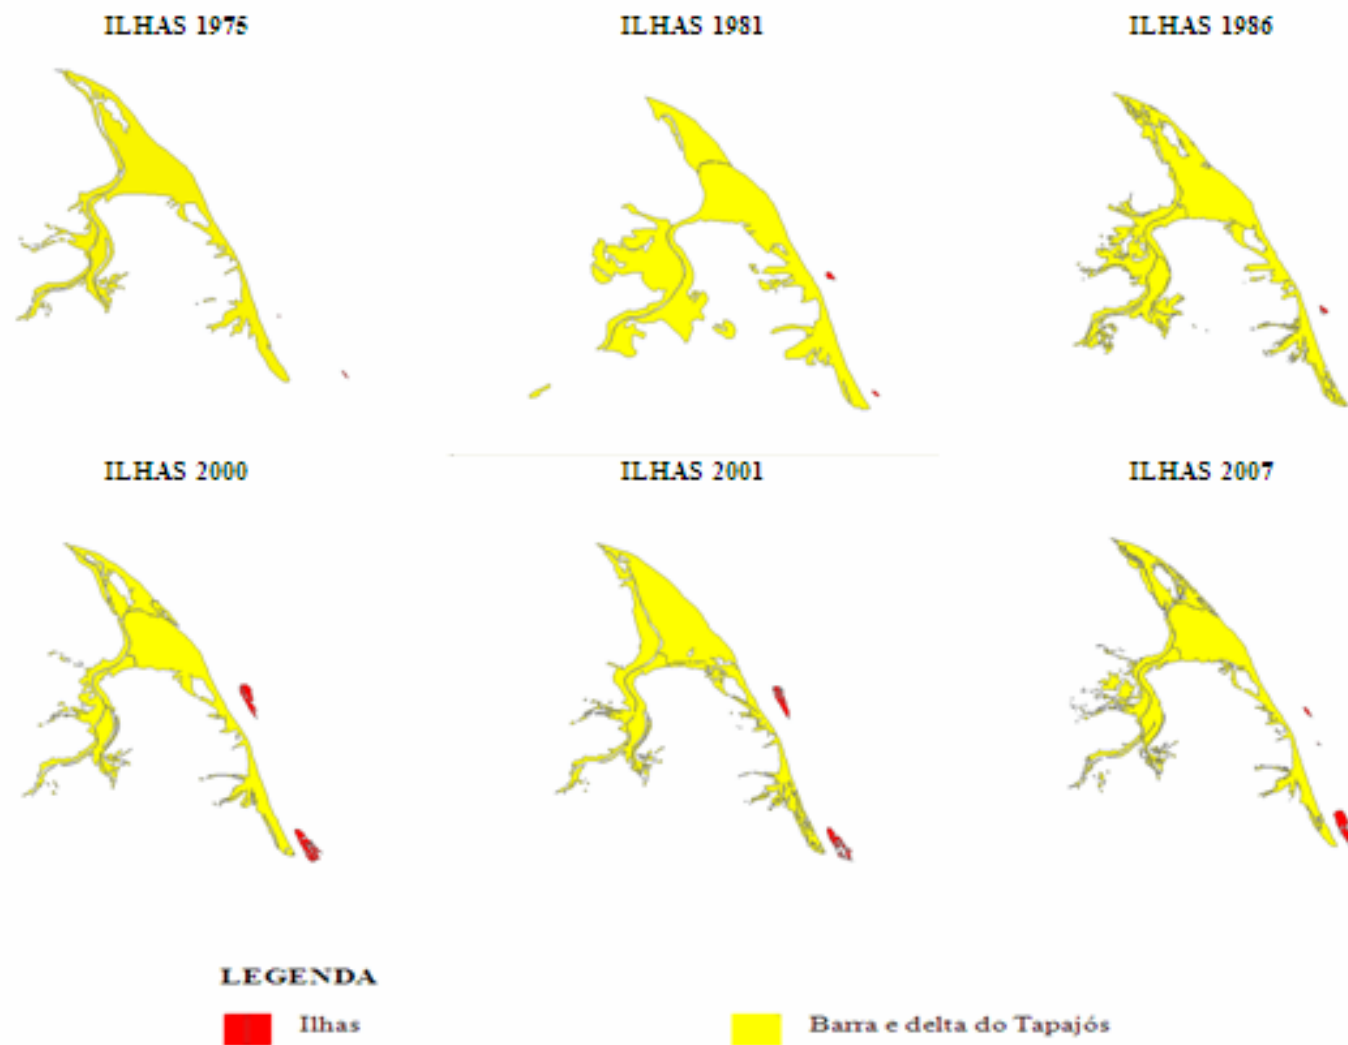 ILHAS 1975
ILHAS 1981
ILHAS 1986
ILHAS 2000
ILHAS 2001
ILHAS 2007
LEGENDA
Ilhas
Barra e delta do Tapajós